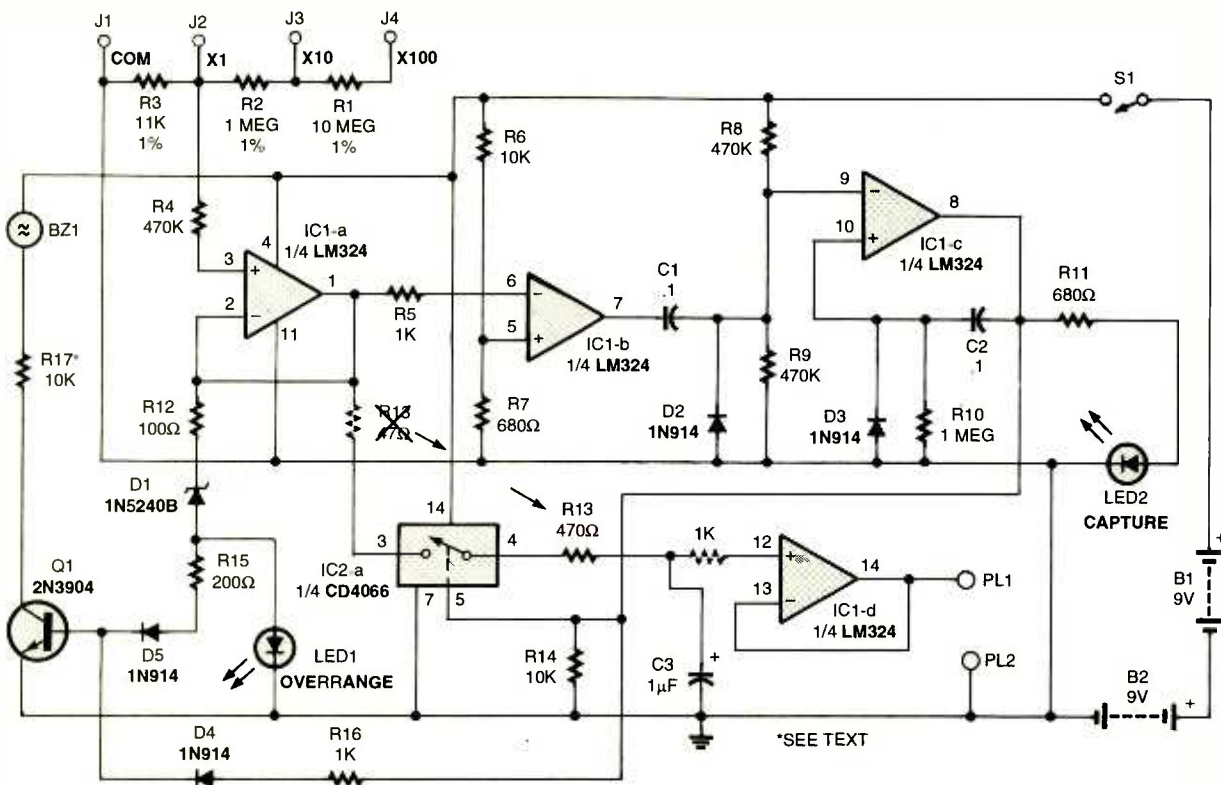 J1
J2
J3
J4
COM
X1
X10
X100
R3
11K
1%
R2
1 MEG
1%
R1
10 MEG
1%
S1
R6
10K
R8
470K
BZ1
R4
470K
IC1-a
1/4 LM324
4
3
+
2
-
11
1
R5
1K
6
-
5
+
7
IC1-b
1/4 LM324
C1
.1
9
-
10
+
8
IC1-c
1/4 LM324
R11
680Ω
R17*
10K
R12
100Ω
R13
47Ω
R7
680Ω
D2
1N914
R9
470K
D3
1N914
R10
1 MEG
C2
.1
LED2
CAPTURE
D1
1N5240B
14
3
4
7
5
IC2-a
1/4 CD4066
R13
470Ω
1K
12
+
13
-
14
IC1-d
1/4 LM324
PL1
PL2
+
B1
9V
B2
9V
+
Q1
2N3904
R15
200Ω
D5
1N914
LED1
OVERRANGE
R14
10K
C3
1µF
+
*SEE TEXT
D4
1N914
R16
1K